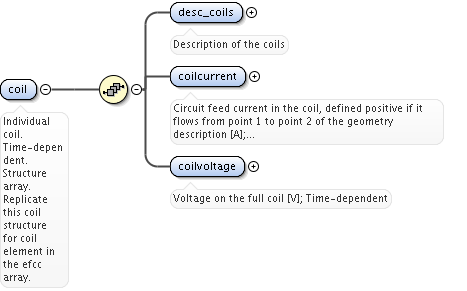 desc_coils
Description of the coils
coil
Individual
coil.
Time-depen
dent.
Structure
array.
Replicate
this coil
structure
for coil
element in
the efcc
array.
coilcurrent
Circuit feed current in the coil, defined positive if it
flows from point 1 to point 2 of the geometry
description [A];...
coilvoltage
Voltage on the full coil [V]; Time-dependent